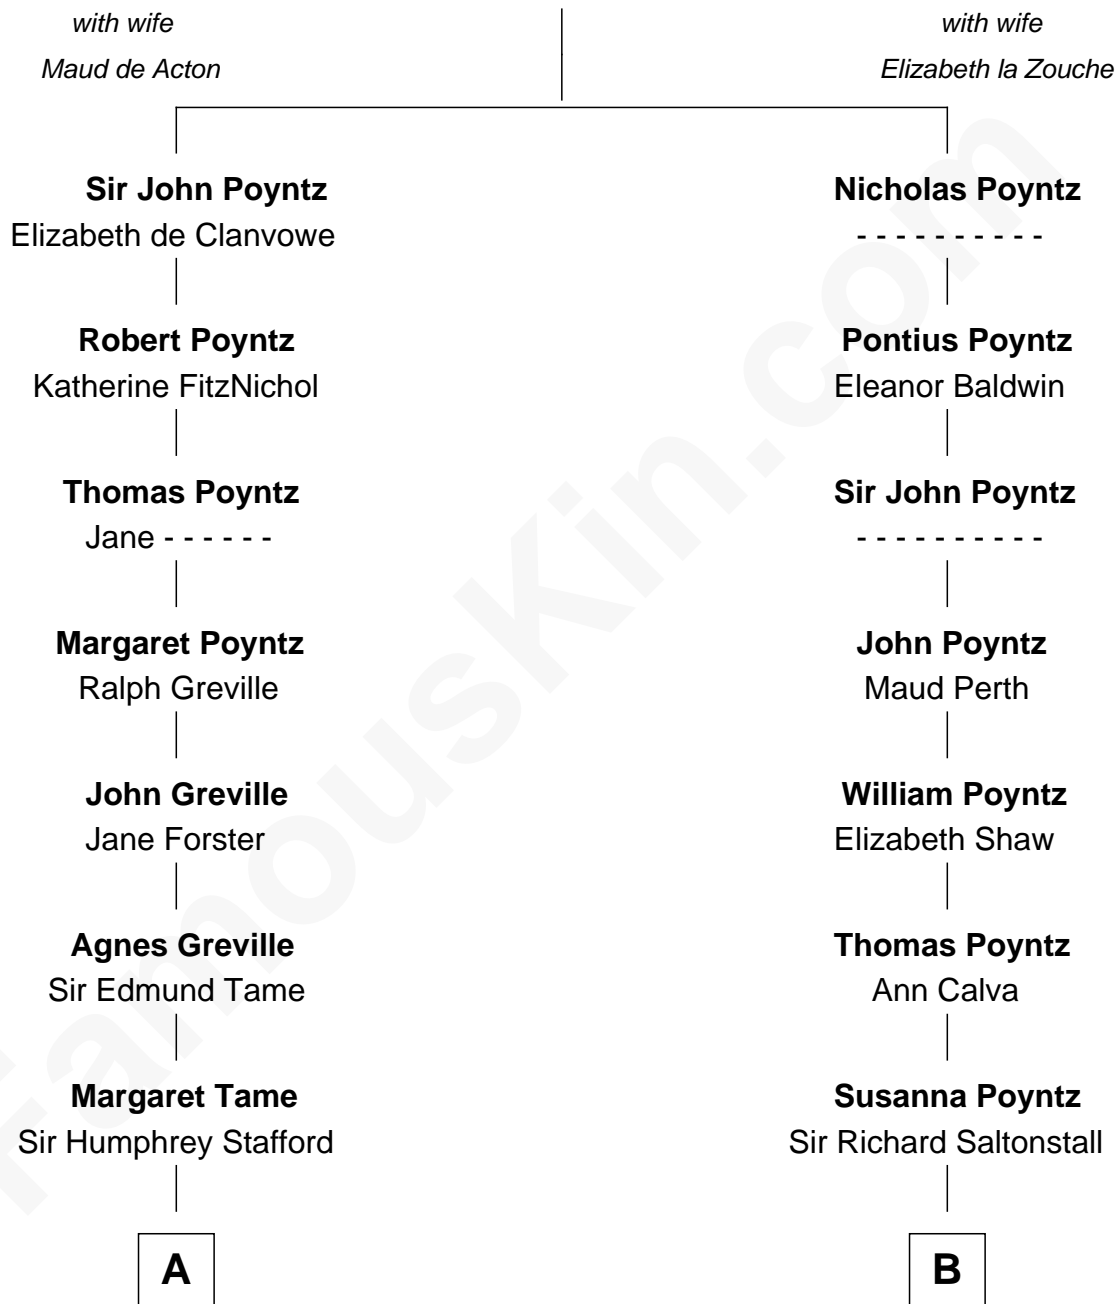 with wife
Maud de Acton
with wife
Elizabeth la Zouche
Sir John Poyntz
Elizabeth de Clanvowe
Nicholas Poyntz
- - - - - - - - - -
Robert Poyntz
Katherine FitzNichol
Pontius Poyntz
Eleanor Baldwin
Thomas Poyntz
Jane - - - - - -
Sir John Poyntz
- - - - - - - - - -
Margaret Poyntz
Ralph Greville
John Poyntz
Maud Perth
John Greville
Jane Forster
William Poyntz
Elizabeth Shaw
Agnes Greville
Sir Edmund Tame
Thomas Poyntz
Ann Calva
Margaret Tame
Sir Humphrey Stafford
Susanna Poyntz
Sir Richard Saltonstall
A
B
FamousKin.com